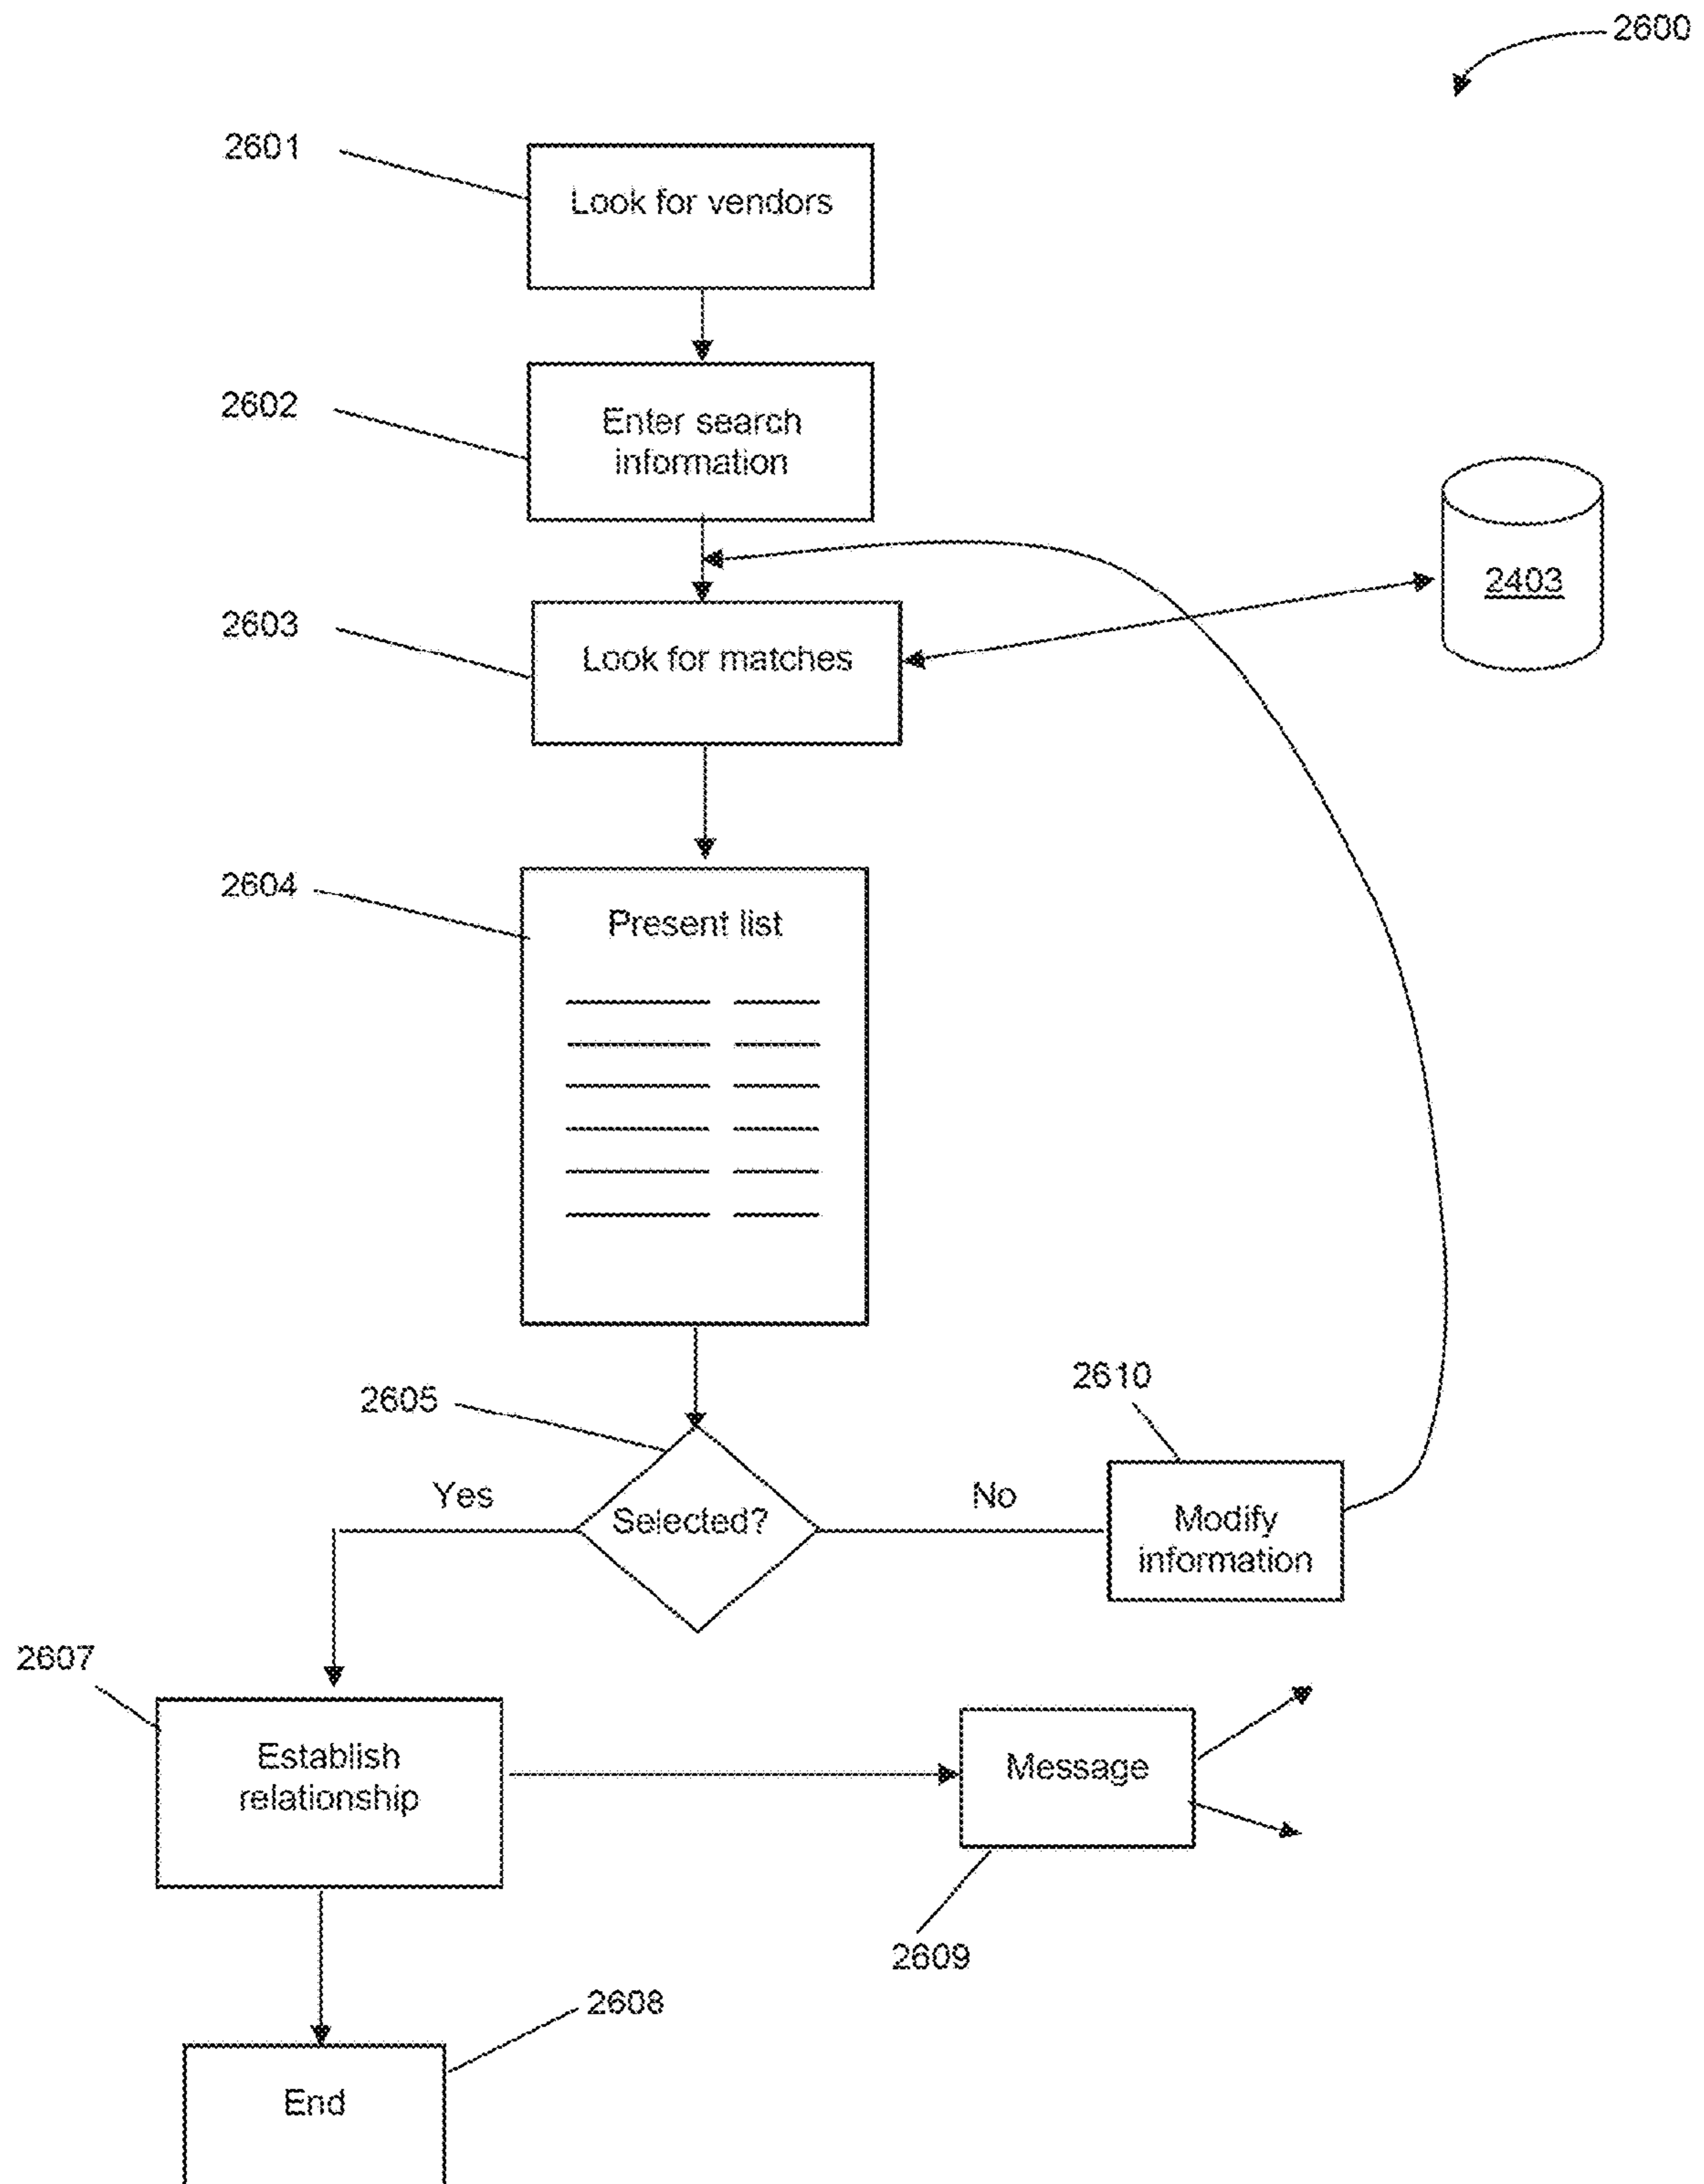 2600
2601
Look for vendors
2602
Enter search
information
2403
2603
Look for matches
2604
Present list
2605
2610
Yes
No
Selected?
Modify
information
2607
Establish
relationship
Message
2609
2608
End